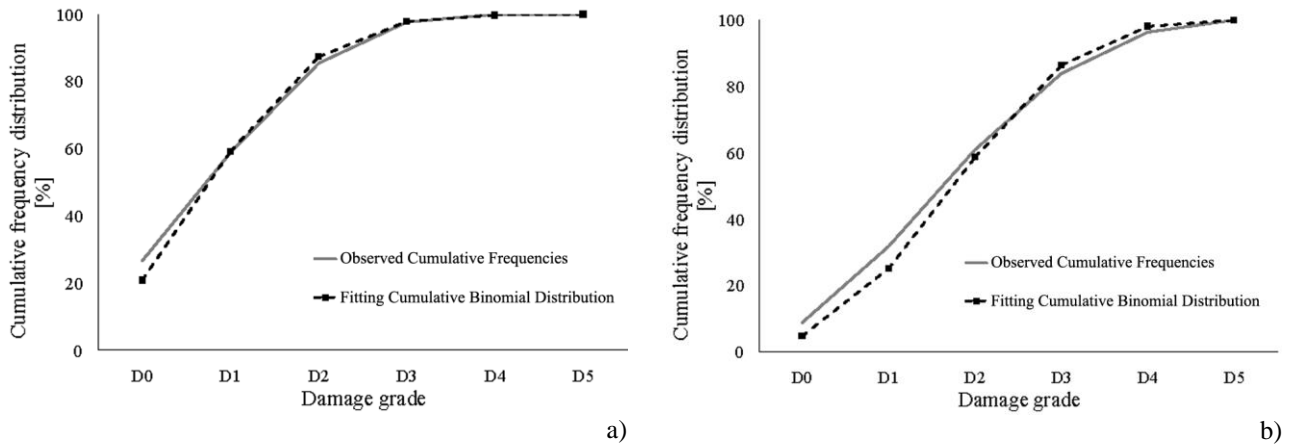 Cumulative frequency distribution
[%]
100
80
60
40
20
0
Observed Cumulative Frequencies
Fitting Cumulative Binomial Distribution
D0 D1 D2 D3 D4 D5
Damage grade
a)
Cumulative frequency distribution
[%]
100
80
60
40
20
0
Observed Cumulative Frequencies
Fitting Cumulative Binomial Distribution
D0 D1 D2 D3 D4 D5
Damage grade
b)